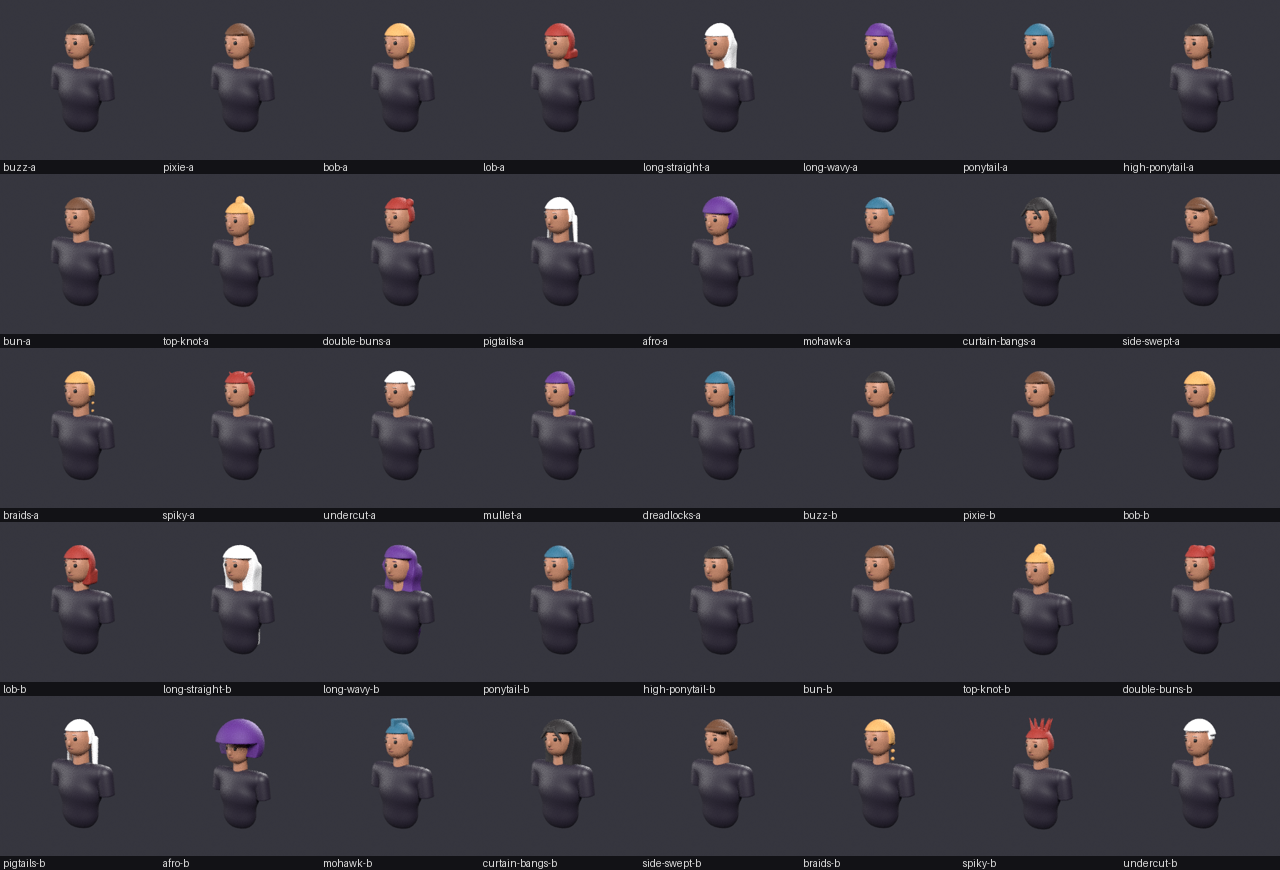 buzz-a
pixie-a
bob-a
lob-a
long-straight-a
long-wavy-a
ponytail-a
high-ponytail-a
bun-a
top-knot-a
double-buns-a
pigtails-a
afro-a
mohawk-a
curtain-bangs-a
side-swept-a
braids-a
spiky-a
undercut-a
mullet-a
dreadlocks-a
buzz-b
pixie-b
bob-b
lob-b
long-straight-b
long-wavy-b
ponytail-b
high-ponytail-b
bun-b
top-knot-b
double-buns-b
pigtails-b
afro-b
mohawk-b
curtain-bangs-b
side-swept-b
braids-b
spiky-b
undercut-b